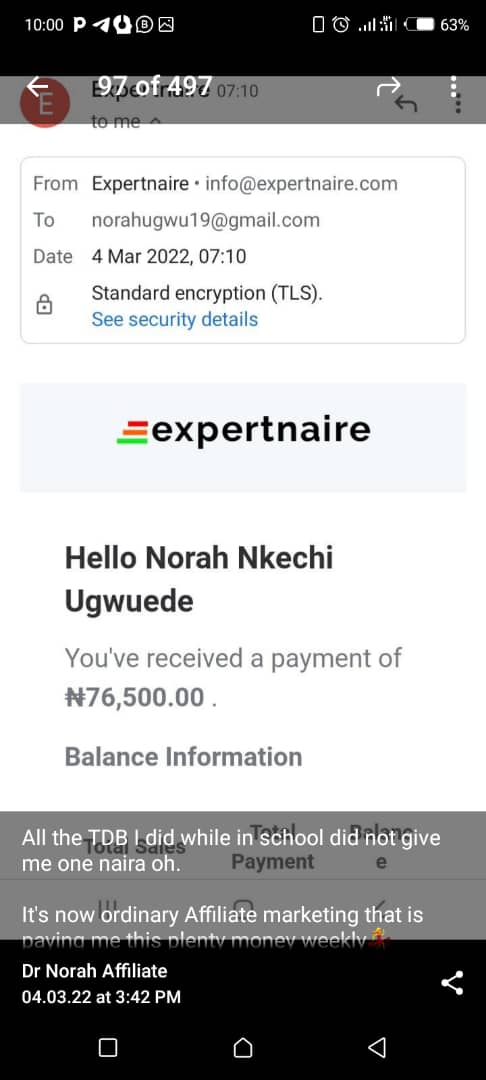 10:00
63%
97 of 497
E
Expertnaire 07:10
to me
From Expertnaire • info@expertnaire.com
To norahugwu19@gmail.com
Date 4 Mar 2022, 07:10
Standard encryption (TLS).
See security details
expertnaire
Hello Norah Nkechi
Ugwuede
You've received a payment of
₦76,500.00 .
Balance Information
Total Sales
Total
Payment
Balanc
e
All the TDB I did while in school did not give
me one naira oh.
It's now ordinary Affiliate marketing that is
paying me this plenty money weekly💃
Dr Norah Affiliate
04.03.22 at 3:42 PM